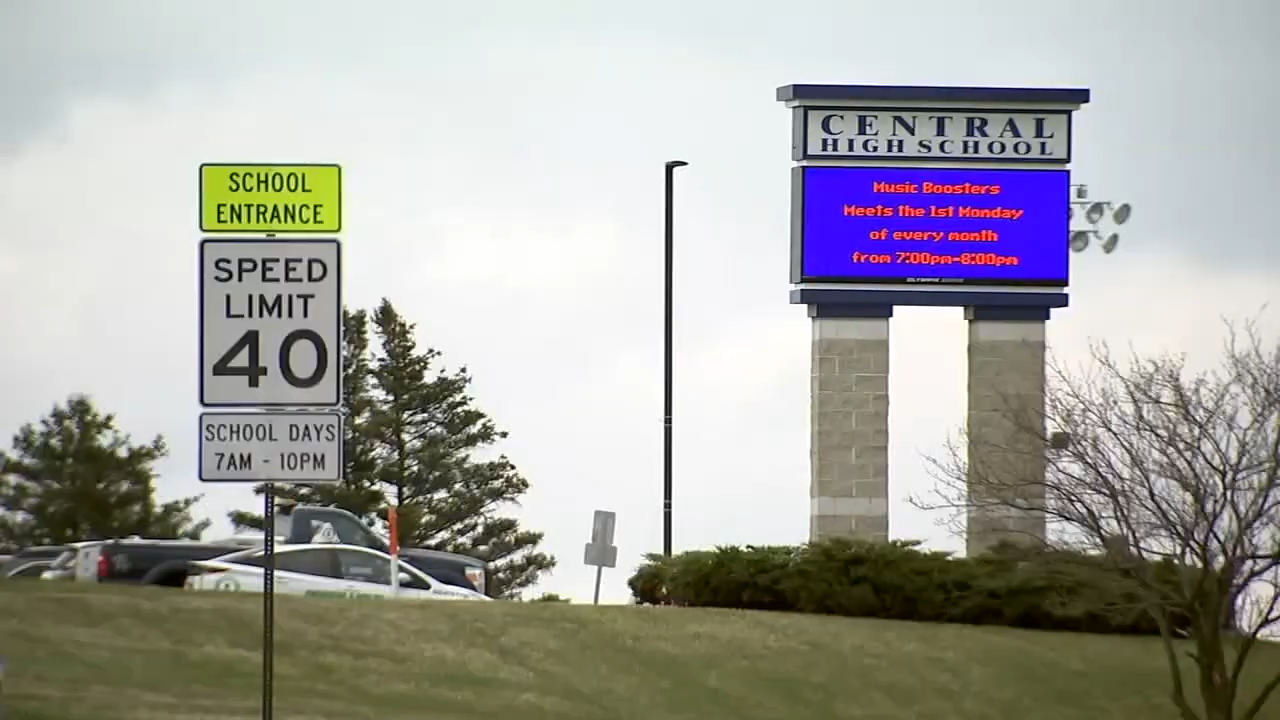 SCHOOL
ENTRANCE
SPEED
LIMIT
40
SCHOOL DAYS
7AM - 10PM
CENTRAL
HIGH SCHOOL
Music Boosters
Meets the 1st Monday
of every month
from 7:00pm-8:00pm